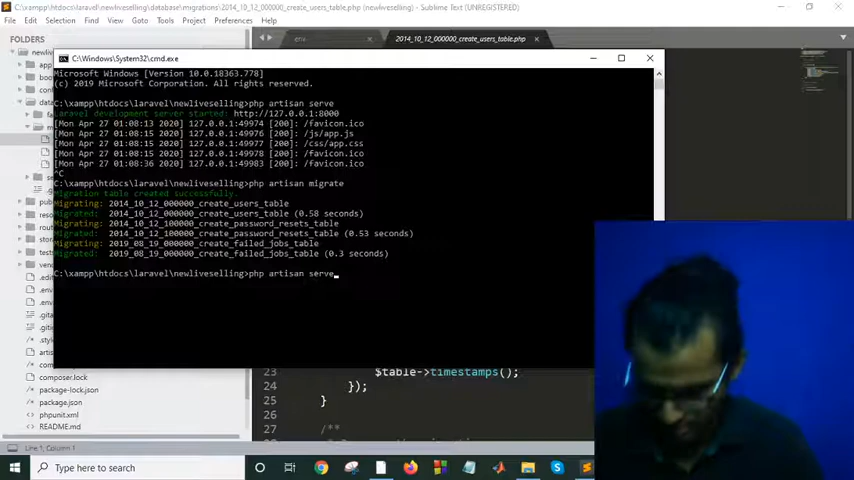 C:\xampp\htdocs\laravel\newliveselling\database\migrations\2014_10_12_000000_create_users_table.php (newliveselling) - Sublime Text (UNREGISTERED)
File Edit Selection Find View Goto Tools Project Preferences Help
FOLDERS
.env
2014_10_12_000000_create_users_table.php
C:\Windows\System32\cmd.exe
Microsoft Windows [Version 10.0.18363.778]
(c) 2019 Microsoft Corporation. All rights reserved.
C:\xampp\htdocs\laravel\newliveselling>php artisan serve
Laravel development server started: http://127.0.0.1:8000
[Mon Apr 27 01:08:13 2020] 127.0.0.1:49974 [200]: /favicon.ico
[Mon Apr 27 01:08:15 2020] 127.0.0.1:49976 [200]: /js/app.js
[Mon Apr 27 01:08:15 2020] 127.0.0.1:49977 [200]: /css/app.css
[Mon Apr 27 01:08:15 2020] 127.0.0.1:49978 [200]: /favicon.ico
[Mon Apr 27 01:08:36 2020] 127.0.0.1:49983 [200]: /favicon.ico
^C
C:\xampp\htdocs\laravel\newliveselling>php artisan migrate
Migration table created successfully.
Migrating: 2014_10_12_000000_create_users_table
Migrated: 2014_10_12_000000_create_users_table (0.58 seconds)
Migrating: 2014_10_12_100000_create_password_resets_table
Migrated: 2014_10_12_100000_create_password_resets_table (0.53 seconds)
Migrating: 2019_08_19_000000_create_failed_jobs_table
Migrated: 2019_08_19_000000_create_failed_jobs_table (0.3 seconds)
C:\xampp\htdocs\laravel\newliveselling>php artisan serve
composer.lock
package-lock.json
package.json
phpunit.xml
README.md
23 $table->timestamps();
24 });
25 }
26
27 /**
Line 1, Column 1
Type here to search